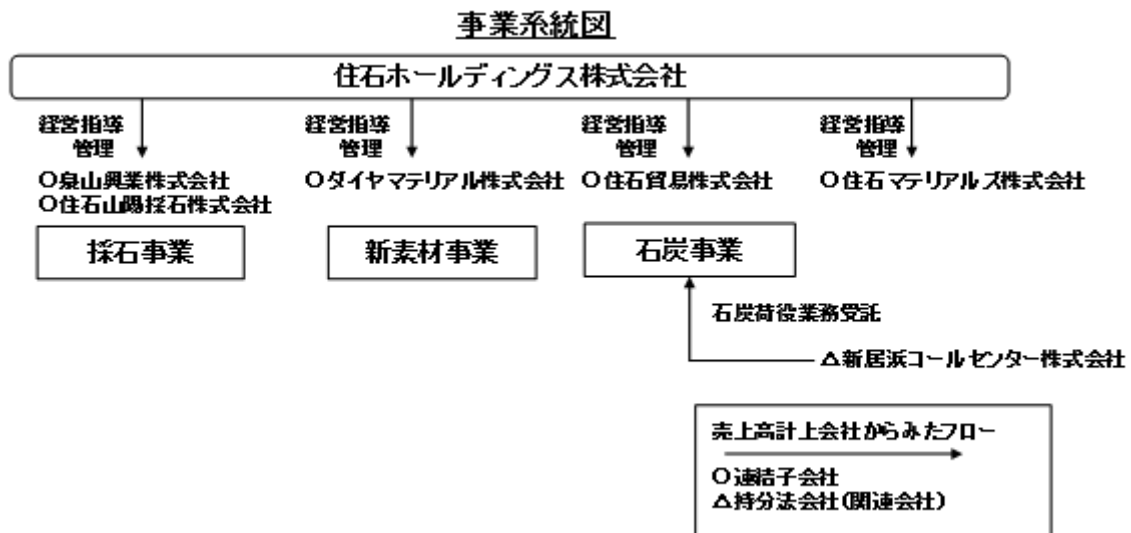 事業系統図
住石ホールディングス株式会社
経営指導
管理
経営指導
管理
経営指導
管理
経営指導
管理
○泉山興業株式会社
○住石山陽採石株式会社
○ダイヤマテリアル株式会社
○住石貿易株式会社
○住石マテリアルズ株式会社
採石事業
新素材事業
石炭事業
石炭荷役業務受託
△新居浜コールセンター株式会社
売上高計上会社からみたフロー
○連結子会社
△持分法会社(関連会社)